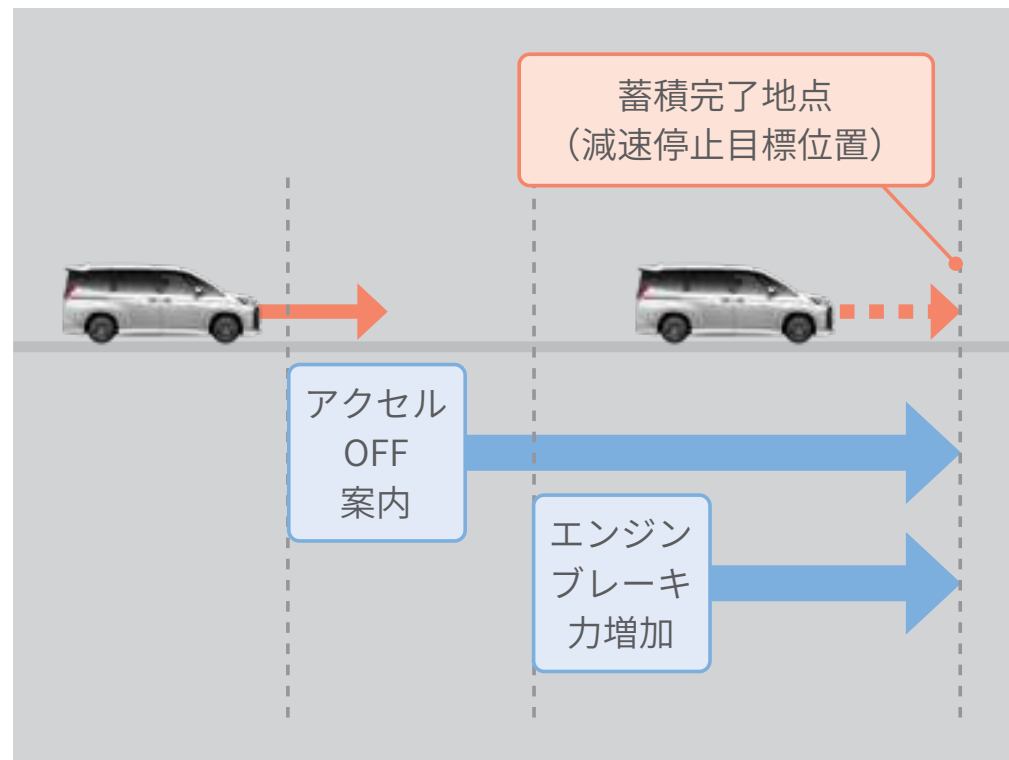 蓄積完了地点
（減速停止目標位置）
アクセル
OFF
案内
エンジン
ブレーキ
力増加